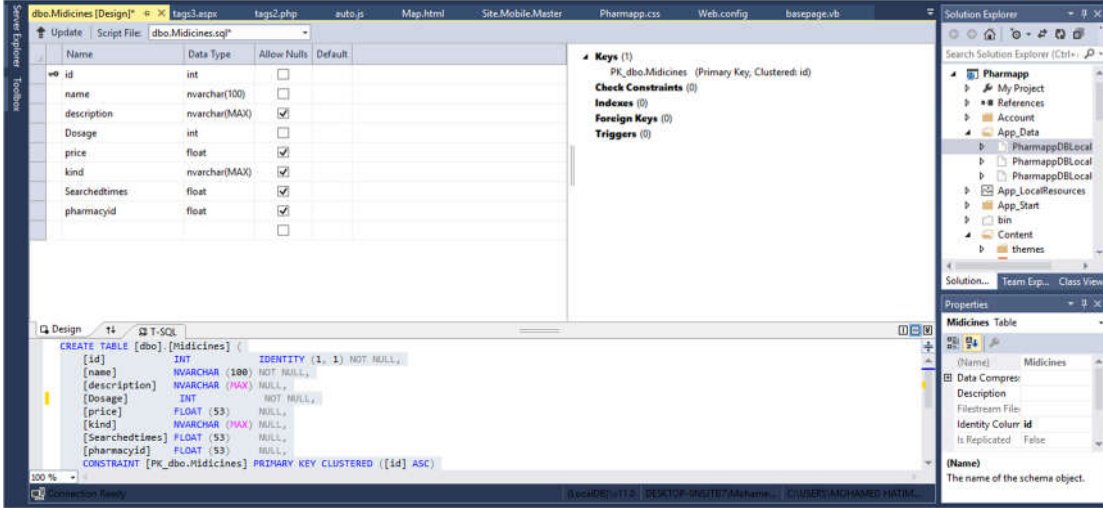 dbo.Midicines [Design]* tags3.aspx tags2.php auto.js Map.html Site.Mobile.Master Pharmapp.css Web.config basepage.vb
Update Script File: dbo.Midicines.sql*
Server Explorer Toolbox
Name Data Type Allow Nulls Default
id int
name nvarchar(100)
description nvarchar(MAX)
Dosage int
price float
kind nvarchar(MAX)
Searchedtimes float
pharmacyid float
Keys (1)
PK_dbo.Midicines (Primary Key, Clustered: id)
Check Constraints (0)
Indexes (0)
Foreign Keys (0)
Triggers (0)
Design T-SQL
CREATE TABLE [dbo].[Midicines] (
[id] INT IDENTITY (1, 1) NOT NULL,
[name] NVARCHAR (100) NOT NULL,
[description] NVARCHAR (MAX) NULL,
[Dosage] INT NOT NULL,
[price] FLOAT (53) NULL,
[kind] NVARCHAR (MAX) NULL,
[Searchedtimes] FLOAT (53) NULL,
[pharmacyid] FLOAT (53) NULL,
CONSTRAINT [PK_dbo.Midicines] PRIMARY KEY CLUSTERED ([id] ASC)
100 %
Connection Ready
Solution Explorer
Search Solution Explorer (Ctrl+;
Pharmapp
My Project
References
Account
App_Data
PharmappDBLocal
PharmappDBLocal
PharmappDBLocal
App_LocalResources
App_Start
bin
Content
themes
Solution... Team Exp... Class View
Properties
Midicines Table
(Name) Midicines
Data Compres
Description
Filestream File
Identity Colum id
Is Replicated False
(Name)
The name of the schema object.